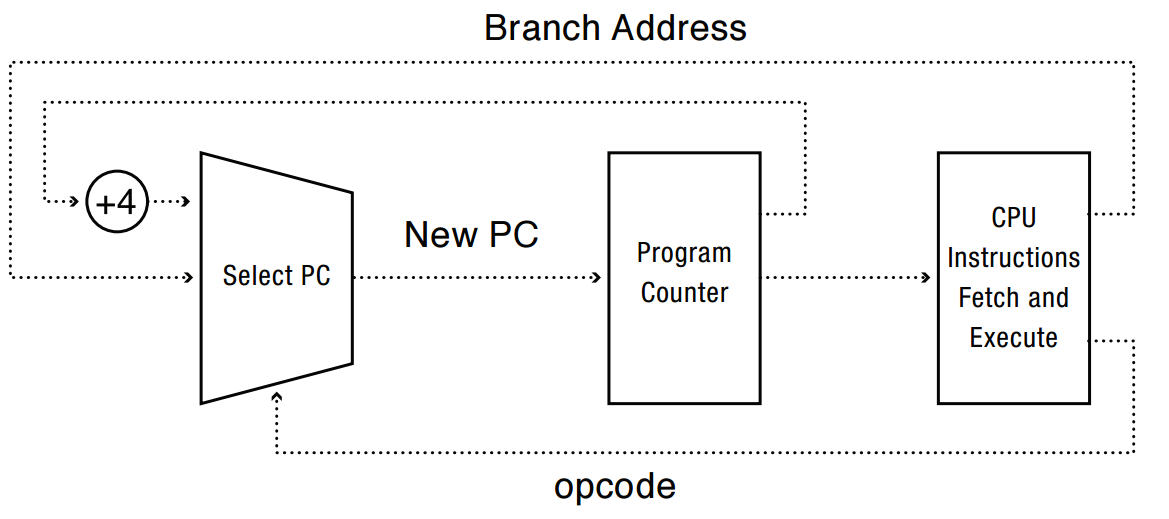 Branch Address
+4
Select PC
New PC
Program
Counter
CPU
Instructions
Fetch and
Execute
opcode